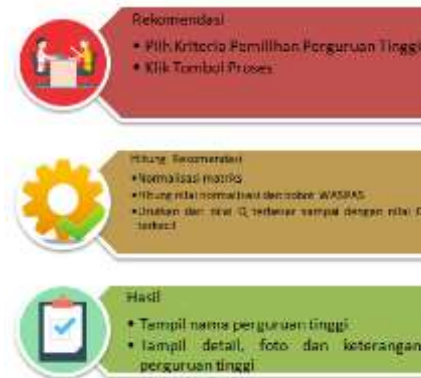 Rekomendasi
• Pilih Kriteria Pemilihan Perguruan Tinggi
• Klik Tombol Proses
Hitung Rekomendasi
• Normalisasi matriks
• Hitung nilai normalisasi dan bobot WASPAS
• Urutkan dari nilai Q terbesar sampai dengan nilai Q
terkecil
Hasil
• Tampil nama perguruan tinggi
• Tampil detail, foto dan keterangan
perguruan tinggi